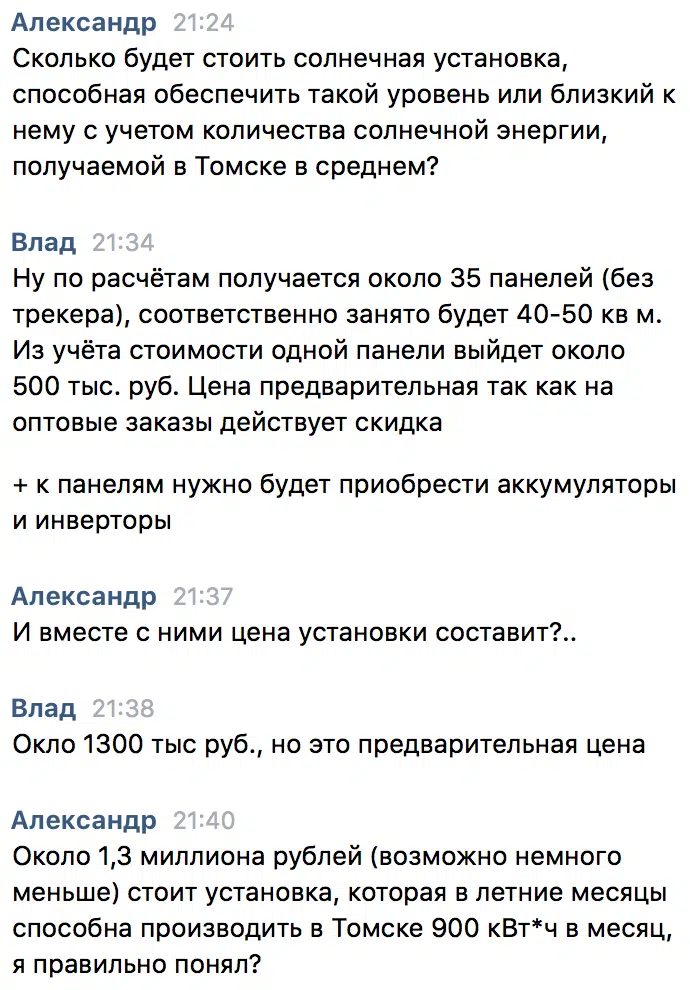 Александр 21:24
Сколько будет стоить солнечная установка,
способная обеспечить такой уровень или близкий к
нему с учетом количества солнечной энергии,
получаемой в Томске в среднем?
Влад 21:34
Ну по расчётам получается около 35 панелей (без
трекера), соответственно занято будет 40-50 кв м.
Из учёта стоимости одной панели выйдет около
500 тыс. руб. Цена предварительная так как на
оптовые заказы действует скидка
+ к панелям нужно будет приобрести аккумуляторы
и инверторы
Александр 21:37
И вместе с ними цена установки составит?..
Влад 21:38
Окло 1300 тыс руб., но это предварительная цена
Александр 21:40
Около 1,3 миллиона рублей (возможно немного
меньше) стоит установка, которая в летние месяцы
способна производить в Томске 900 кВт*ч в месяц,
я правильно понял?